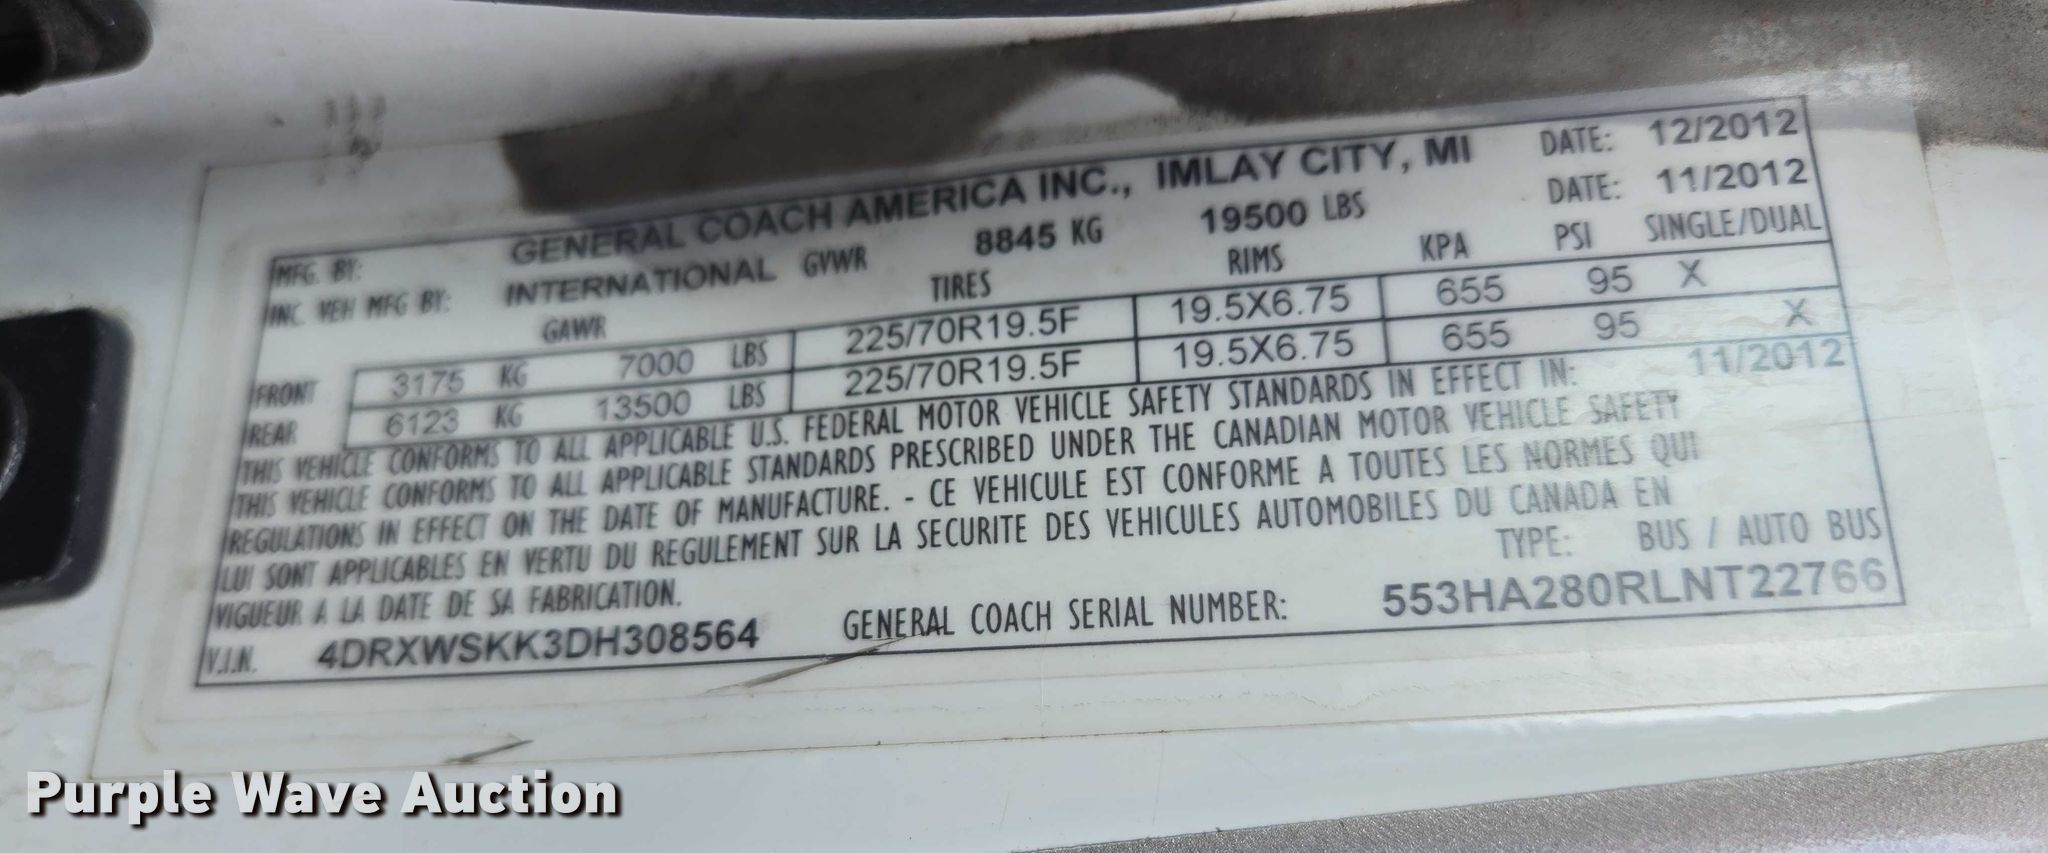 MFG. BY: GENERAL COACH AMERICA INC., IMLAY CITY, MI DATE: 12/2012
INC. VEH MFG BY: INTERNATIONAL GVWR 8845 KG 19500 LBS DATE: 11/2012
GAWR TIRES RIMS KPA PSI SINGLE/DUAL
FRONT 3175 KG 7000 LBS 225/70R19.5F 19.5X6.75 655 95 X
REAR 6123 KG 13500 LBS 225/70R19.5F 19.5X6.75 655 95 X
THIS VEHICLE CONFORMS TO ALL APPLICABLE U.S. FEDERAL MOTOR VEHICLE SAFETY STANDARDS IN EFFECT IN: 11/2012
THIS VEHICLE CONFORMS TO ALL APPLICABLE STANDARDS PRESCRIBED UNDER THE CANADIAN MOTOR VEHICLE SAFETY
REGULATIONS IN EFFECT ON THE DATE OF MANUFACTURE. - CE VEHICULE EST CONFORME A TOUTES LES NORMES QUI
LUI SONT APPLICABLES EN VERTU DU REGULEMENT SUR LA SECURITE DES VEHICULES AUTOMOBILES DU CANADA EN
VIGUEUR A LA DATE DE SA FABRICATION. TYPE: BUS / AUTO BUS
V.I.N. 4DRXWSKK3DH308564 GENERAL COACH SERIAL NUMBER: 553HA280RLNT22766
Purple Wave Auction